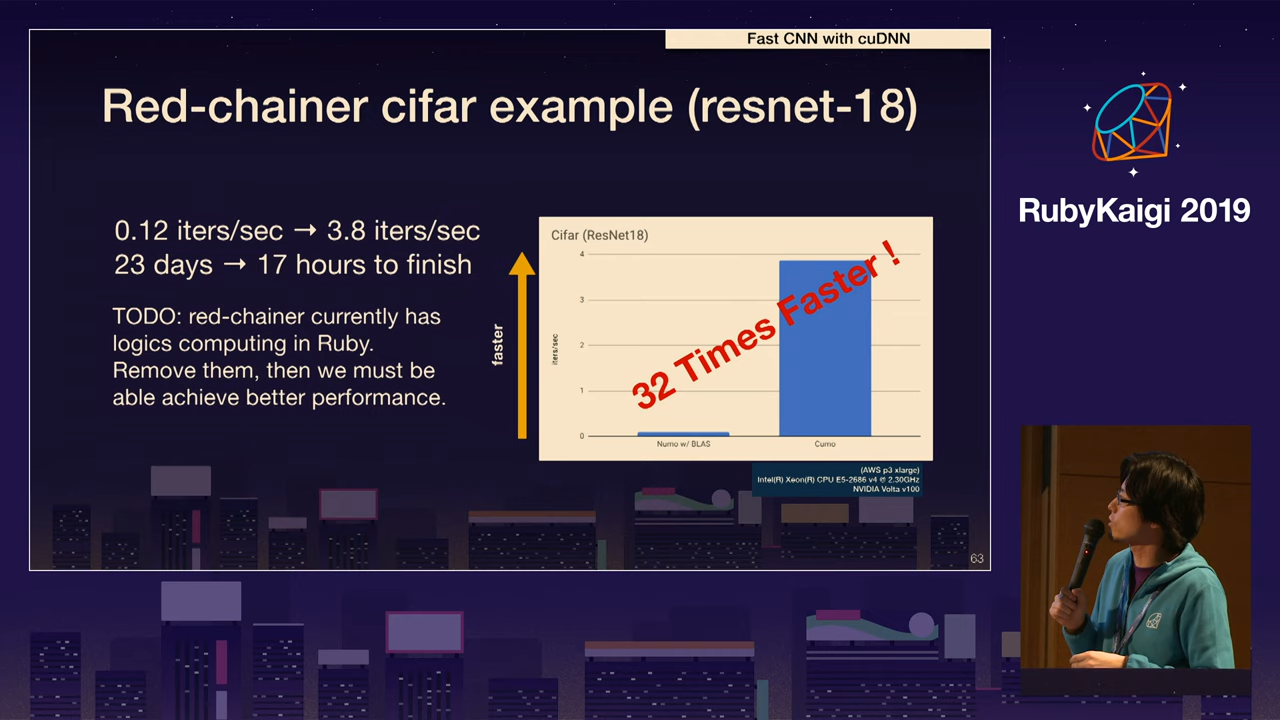 Fast CNN with cuDNN
Red-chainer cifar example (resnet-18)
0.12 iters/sec → 3.8 iters/sec
23 days → 17 hours to finish
TODO: red-chainer currently has
logics computing in Ruby.
Remove them, then we must be
able achieve better performance.
faster
Cifar (ResNet18)
4
3
2
1
0
iters/sec
32 Times Faster !
Numo w/ BLAS
Cumo
(AWS p3 xlarge)
Intel(R) Xeon(R) CPU E5-2686 v4 @ 2.30GHz
NVIDIA Volta v100
63
RubyKaigi 2019